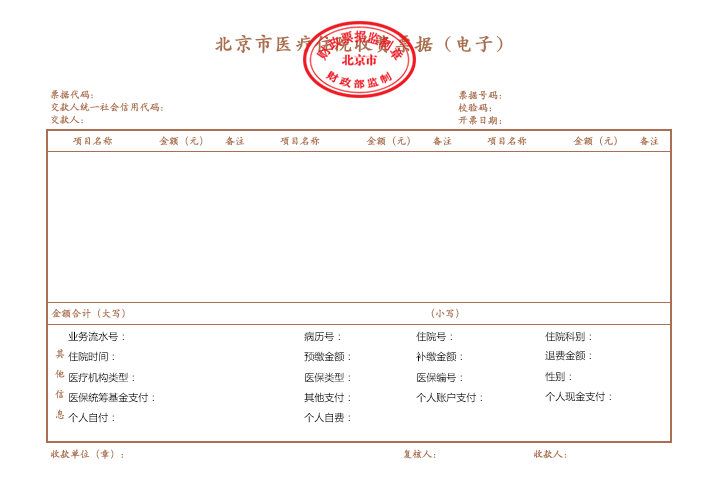 北京市医疗住院收费票据（电子）
财政票据监制章
北京市
财政部监制
票据代码：
票据号码：
交款人统一社会信用代码：
校验码：
交款人：
开票日期：
项目名称 金额（元） 备注 项目名称 金额（元） 备注 项目名称 金额（元） 备注
金额合计（大写） （小写）
其他信息
业务流水号： 病历号： 住院号： 住院科别：
住院时间： 预缴金额： 补缴金额： 退费金额：
医疗机构类型： 医保类型： 医保编号： 性别：
医保统筹基金支付： 其他支付： 个人账户支付： 个人现金支付：
个人自付： 个人自费：
收款单位（章）： 复核人： 收款人：